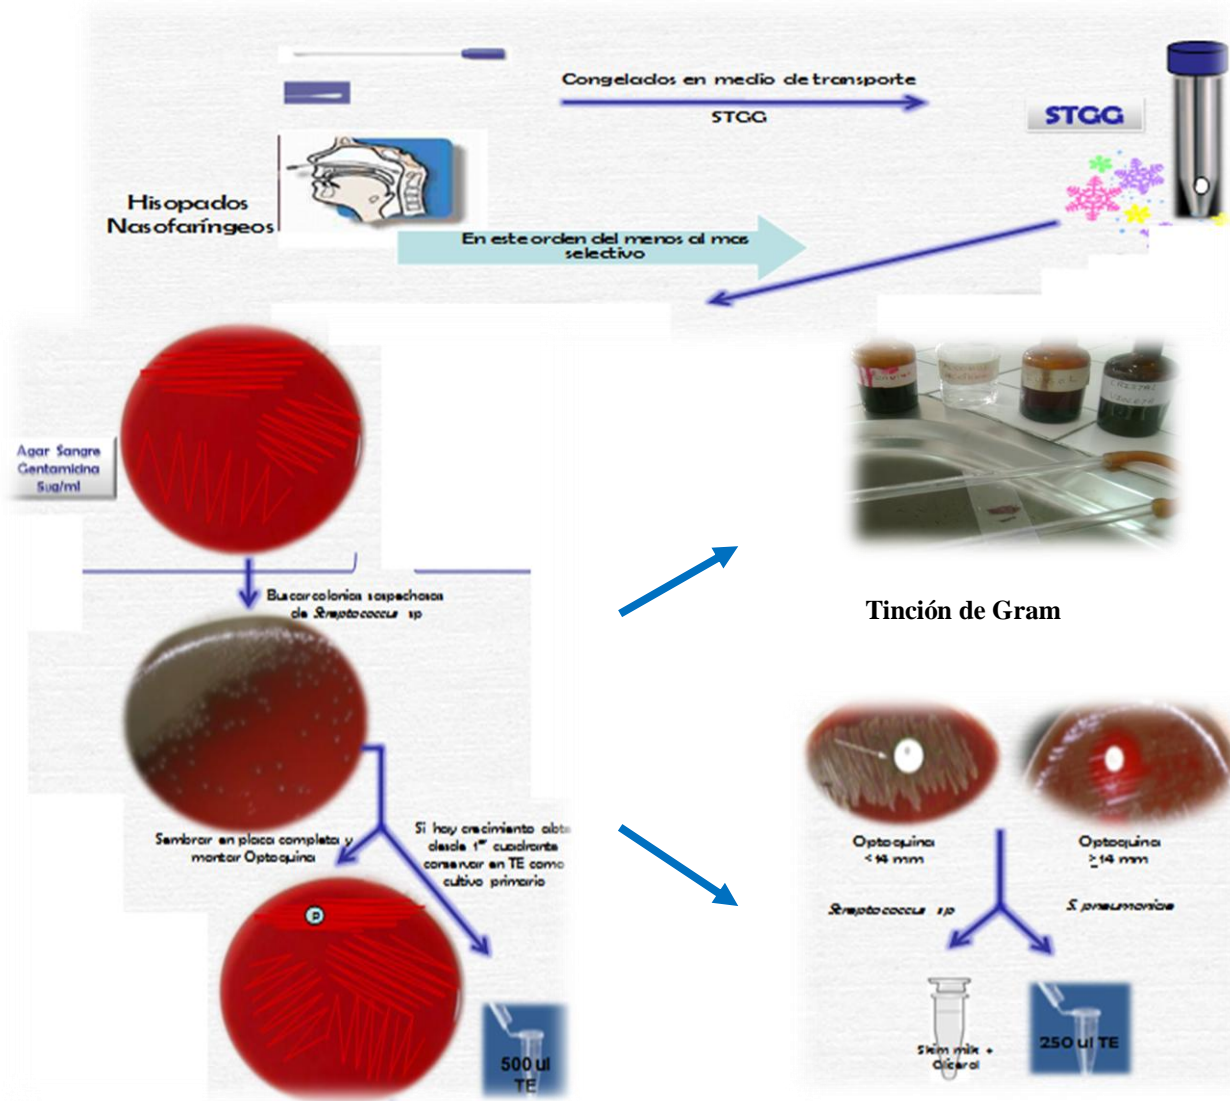 Congelados en medio de transporte
STGG
STGG
Hisopados
Nasofaríngeos
En este orden del menos al mas
selectivo
Agar Sangre
Gentamicina
5ug/ml
Buscar colonias sospechosas
de Streptococcus sp
Tinción de Gram
Sembrar en placa completa y
montar Optoquina
Si hay crecimiento
desde 1er cuadrante
conservar en TE como
cultivo primario
P
500 ul
TE
Optoquina
<14 mm
Optoquina
≥14 mm
Streptococcus sp
S. pneumoniae
Skim milk +
Glicerol
250 ul TE